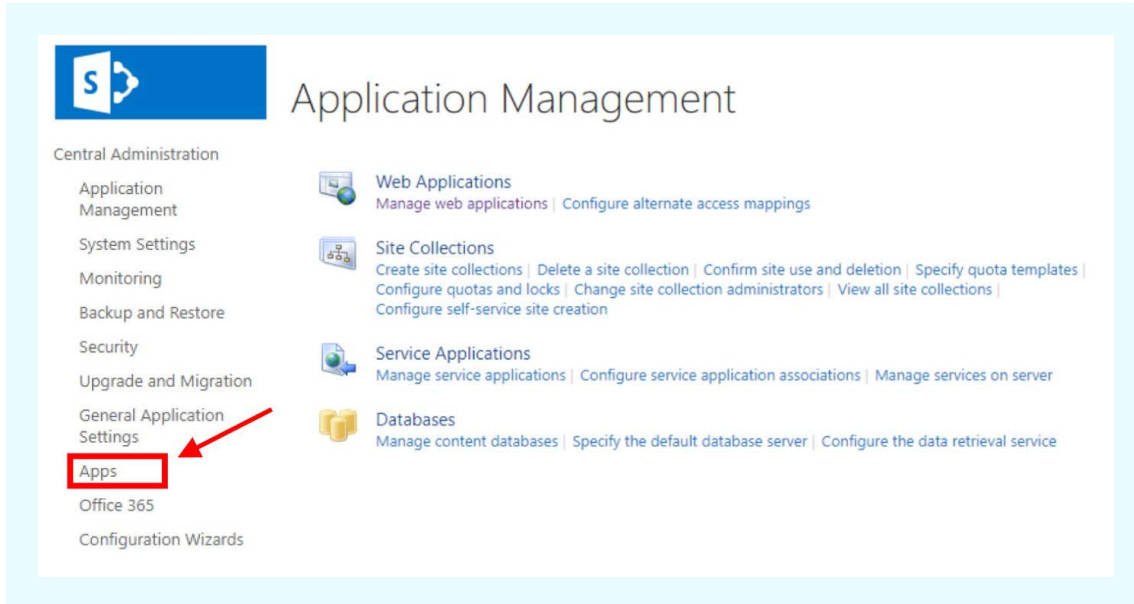 S
Application Management
Central Administration
Application
Management
System Settings
Monitoring
Backup and Restore
Security
Upgrade and Migration
General Application
Settings
Apps
Office 365
Configuration Wizards
Web Applications
Manage web applications | Configure alternate access mappings
Site Collections
Create site collections | Delete a site collection | Confirm site use and deletion | Specify quota templates |
Configure quotas and locks | Change site collection administrators | View all site collections |
Configure self-service site creation
Service Applications
Manage service applications | Configure service application associations | Manage services on server
Databases
Manage content databases | Specify the default database server | Configure the data retrieval service